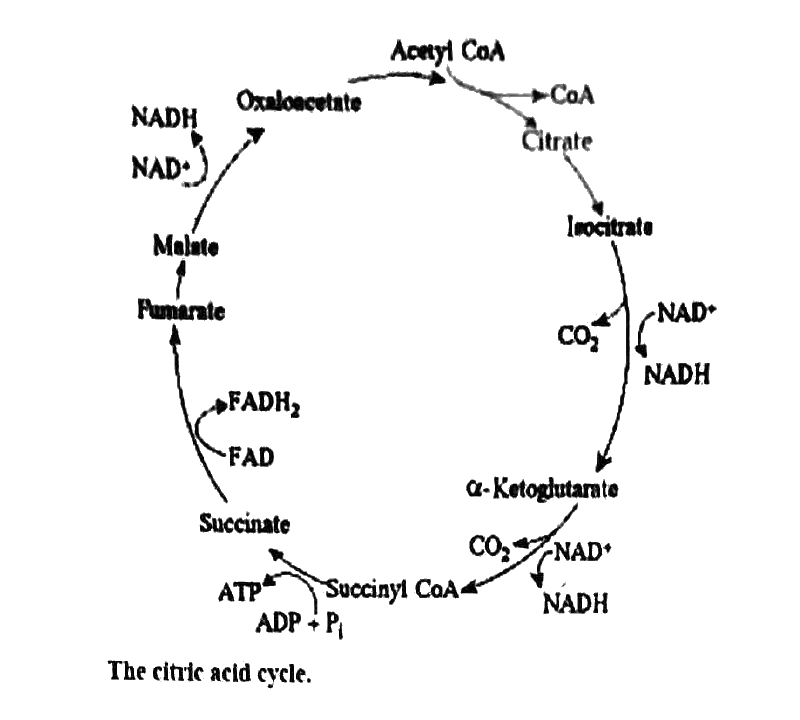 Acetyl CoA
CoA
Citrate
Isocitrate
NAD+
CO2
NADH
α-Ketoglutarate
CO2
NAD+
NADH
Succinyl CoA
ATP
ADP + Pi
Succinate
FAD
FADH2
Fumarate
Malate
NAD+
NADH
Oxaloacetate
The citric acid cycle.